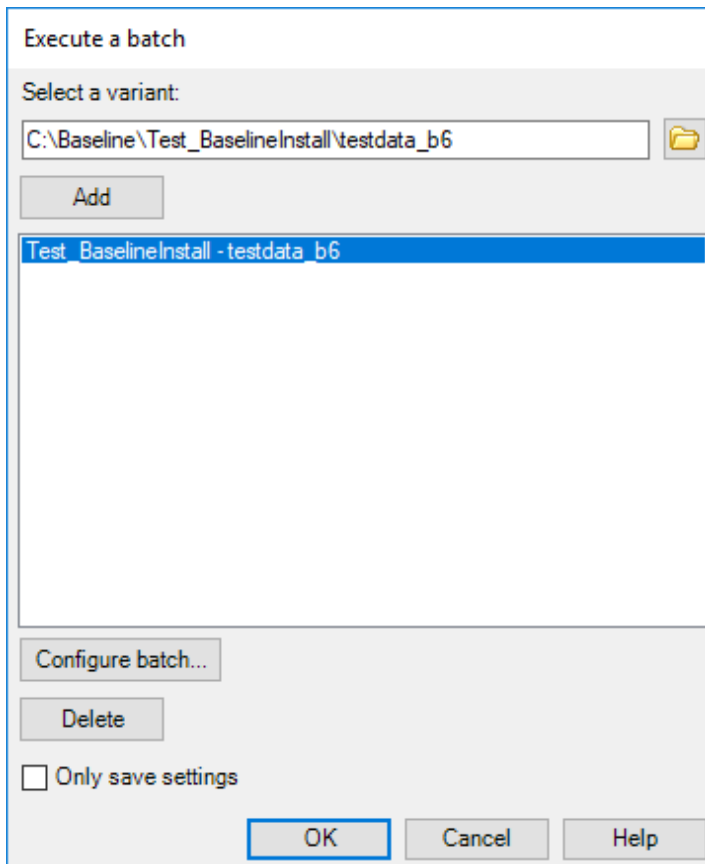 Execute a batch
Select a variant:
C:\Baseline\Test_BaselineInstall\testdata_b6
Add
Test_BaselineInstall - testdata_b6
Configure batch...
Delete
Only save settings
OK Cancel Help